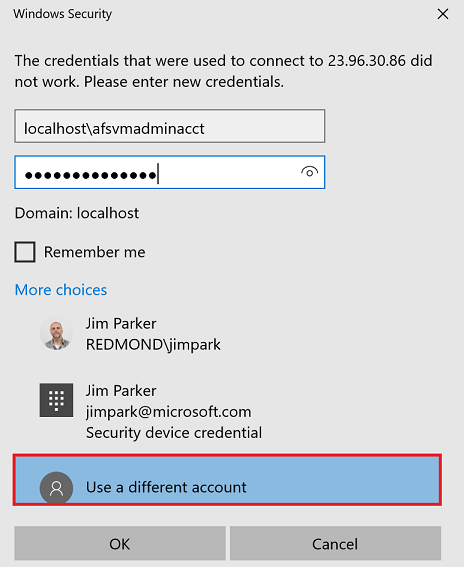 Windows Security
The credentials that were used to connect to 23.96.30.86 did
not work. Please enter new credentials.
localhost\afsvmadminacct
●●●●●●●●●●●●●●
Domain: localhost
Remember me
More choices
Jim Parker
REDMOND\jimpark
Jim Parker
jimpark@microsoft.com
Security device credential
Use a different account
OK
Cancel